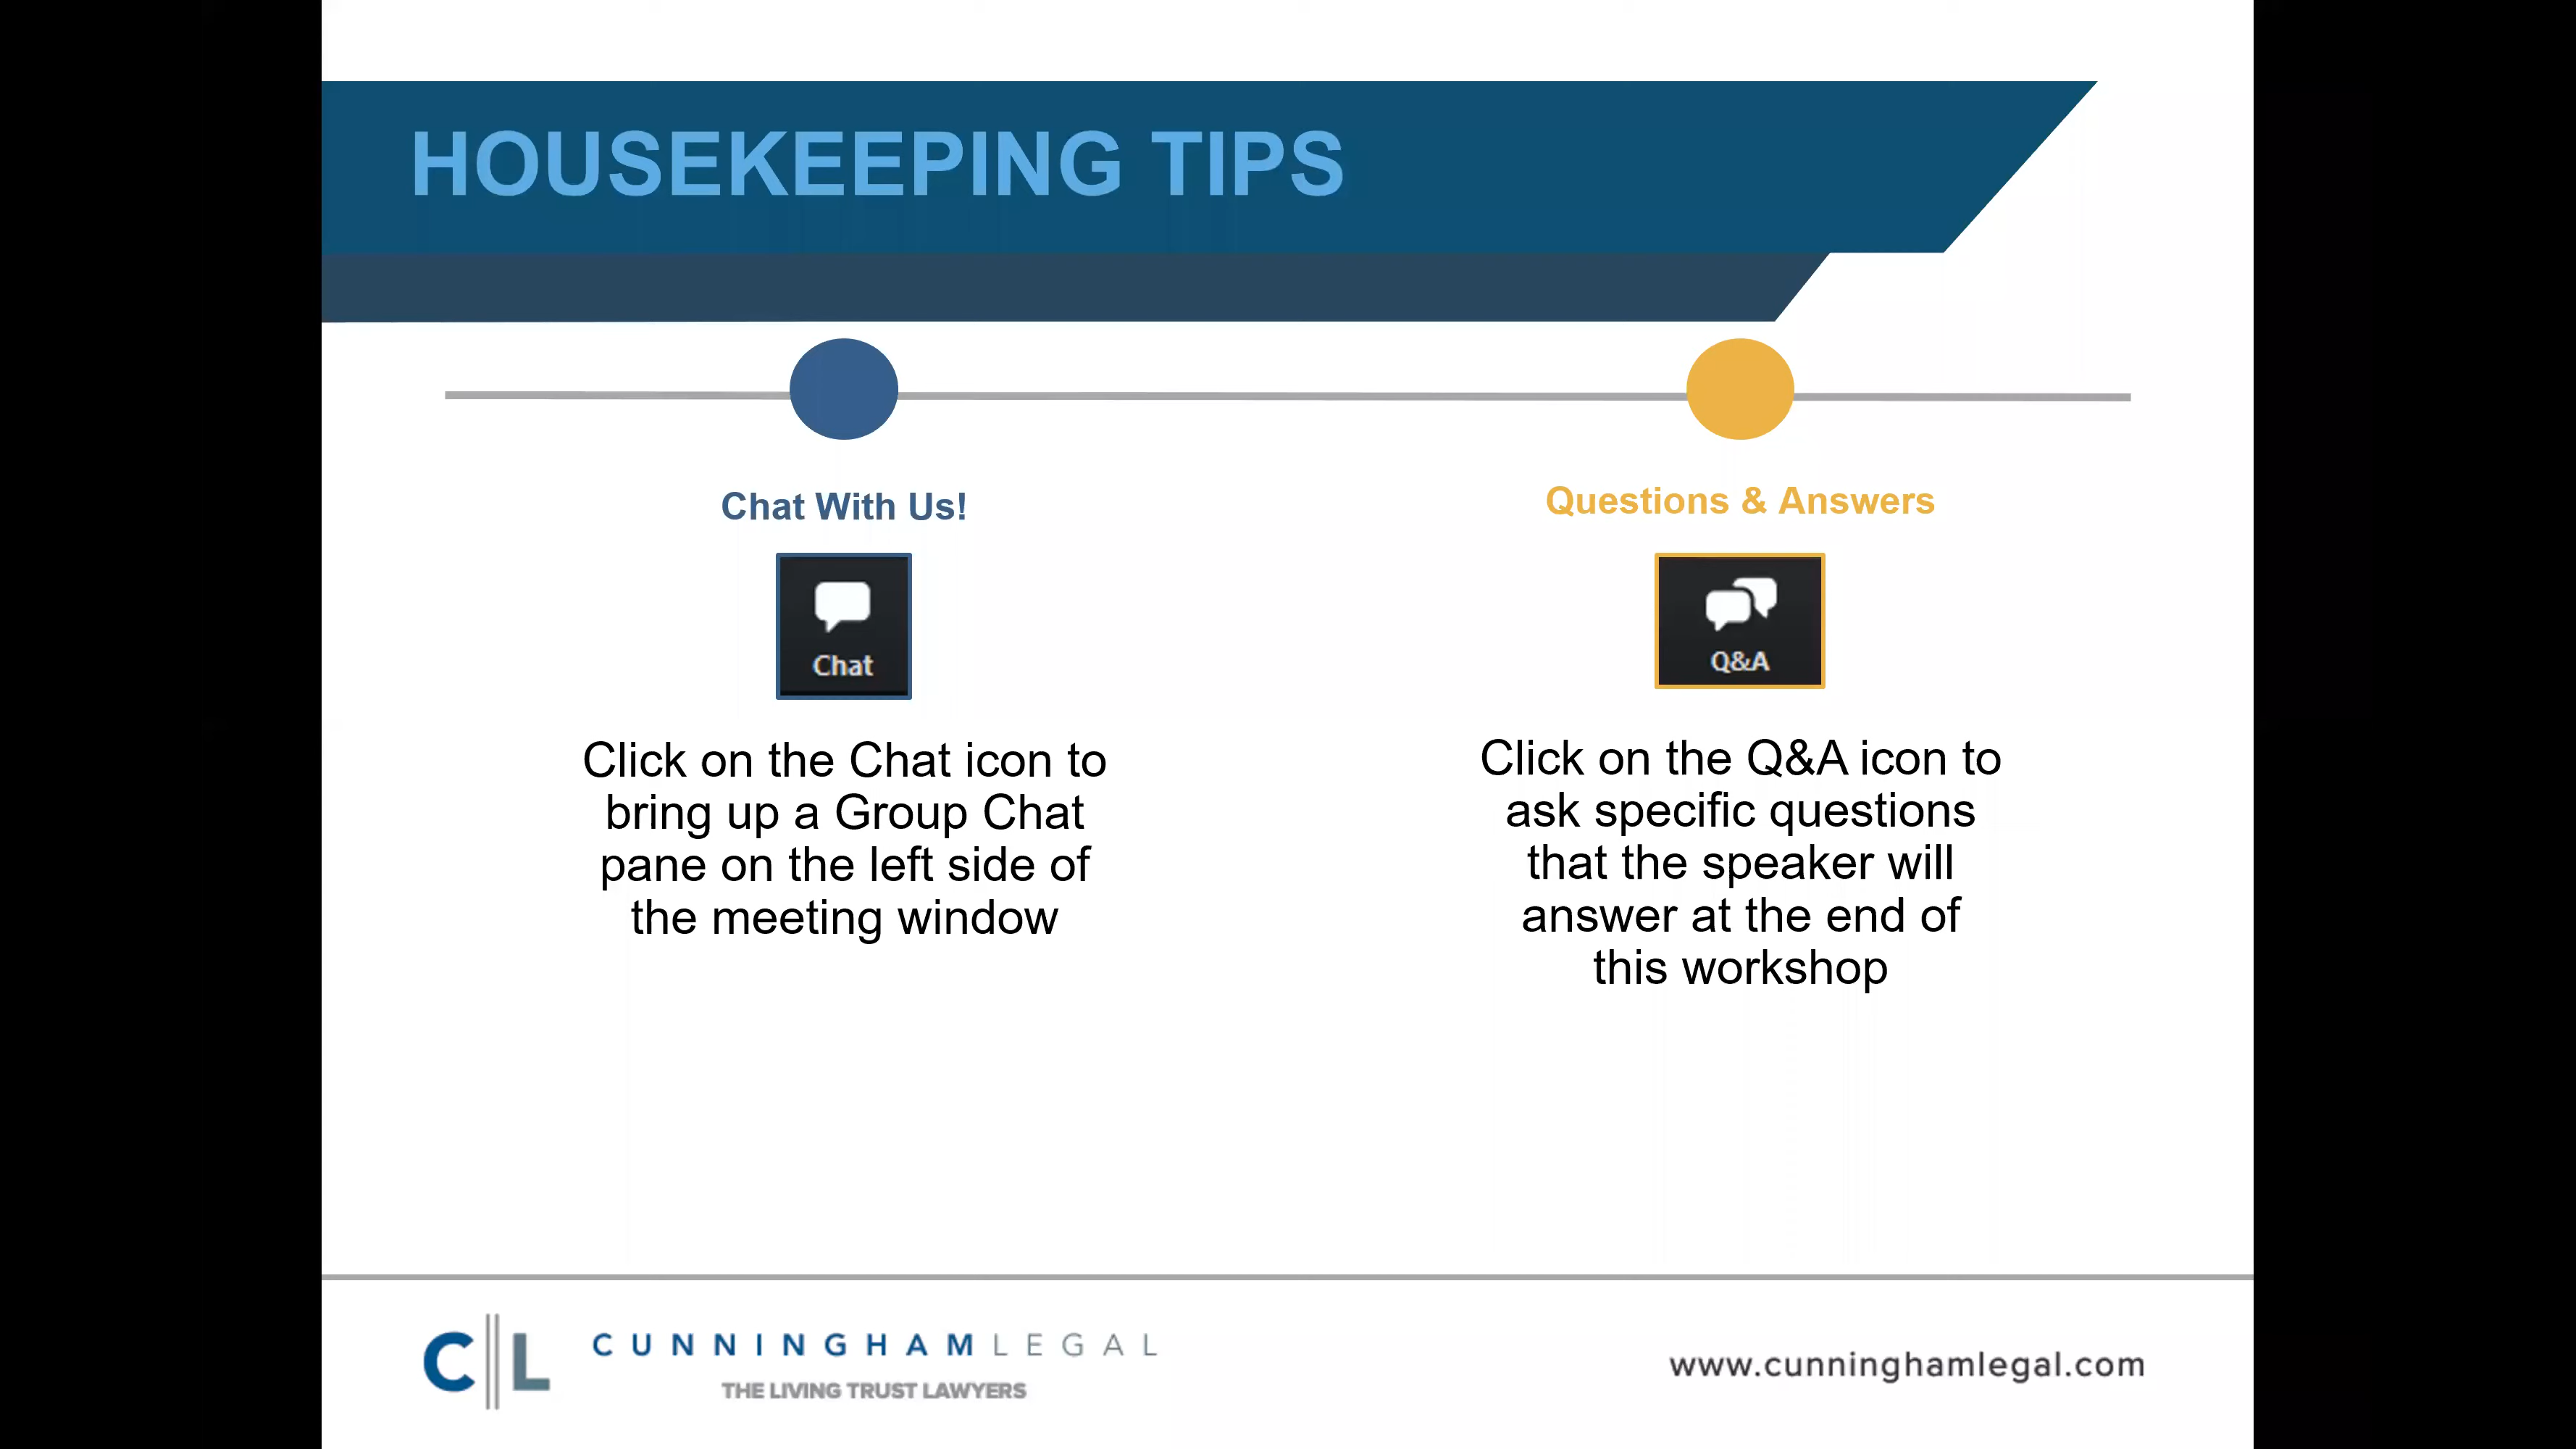 HOUSEKEEPING TIPS
Chat With Us!
Chat
Click on the Chat icon to
bring up a Group Chat
pane on the left side of
the meeting window
Questions & Answers
Q&A
Click on the Q&A icon to
ask specific questions
that the speaker will
answer at the end of
this workshop
C L
CUNNINGHAMLEGAL
THE LIVING TRUST LAWYERS
www.cunninghamlegal.com